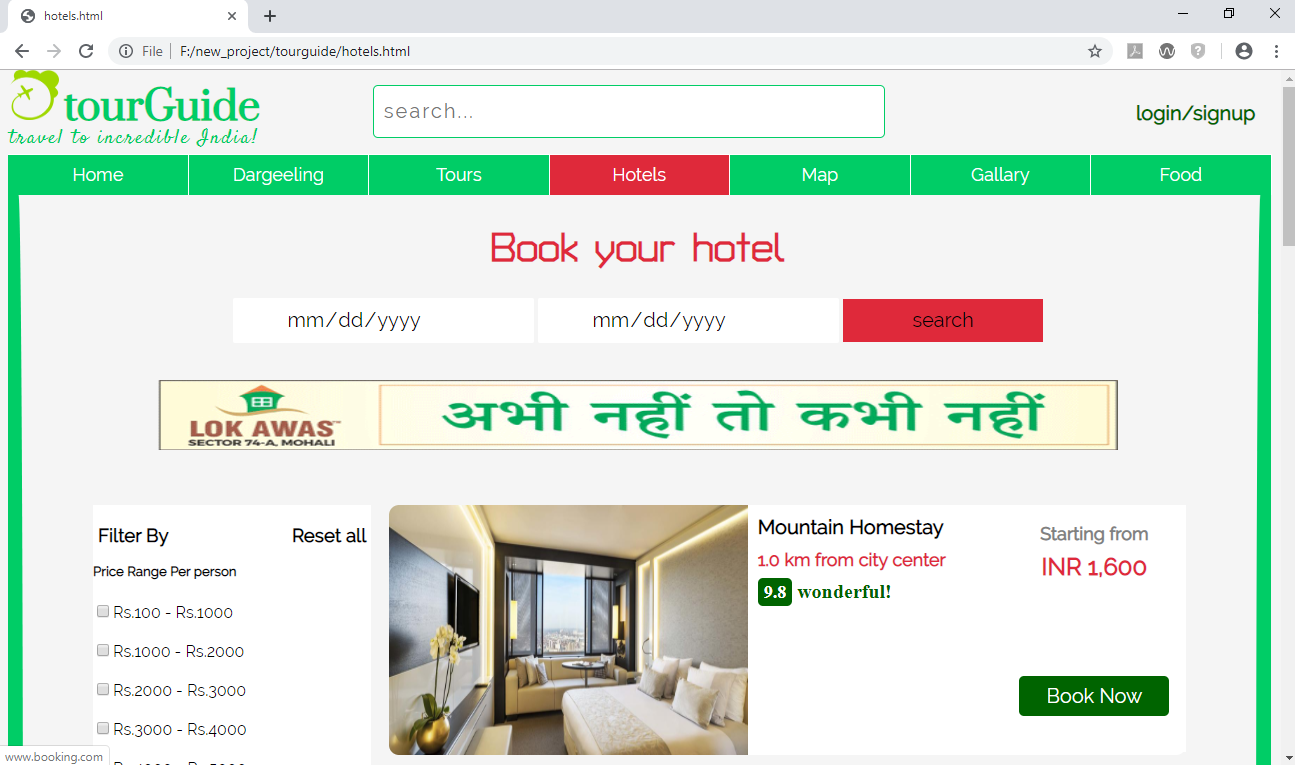 hotels.html
File F:/new_project/tourguide/hotels.html
tourGuide
travel to incredible India!
search...
login/signup
Home Dargeeling Tours Hotels Map Gallary Food
Book your hotel
mm/dd/yyyy mm/dd/yyyy search
LOK AWAS™
SECTOR 74-A, MOHALI
अभी नहीं तो कभी नहीं
Filter By Reset all
Price Range Per person
Rs.100 - Rs.1000
Rs.1000 - Rs.2000
Rs.2000 - Rs.3000
Rs.3000 - Rs.4000
Mountain Homestay
1.0 km from city center
9.8 wonderful!
Starting from
INR 1,600
Book Now
www.booking.com